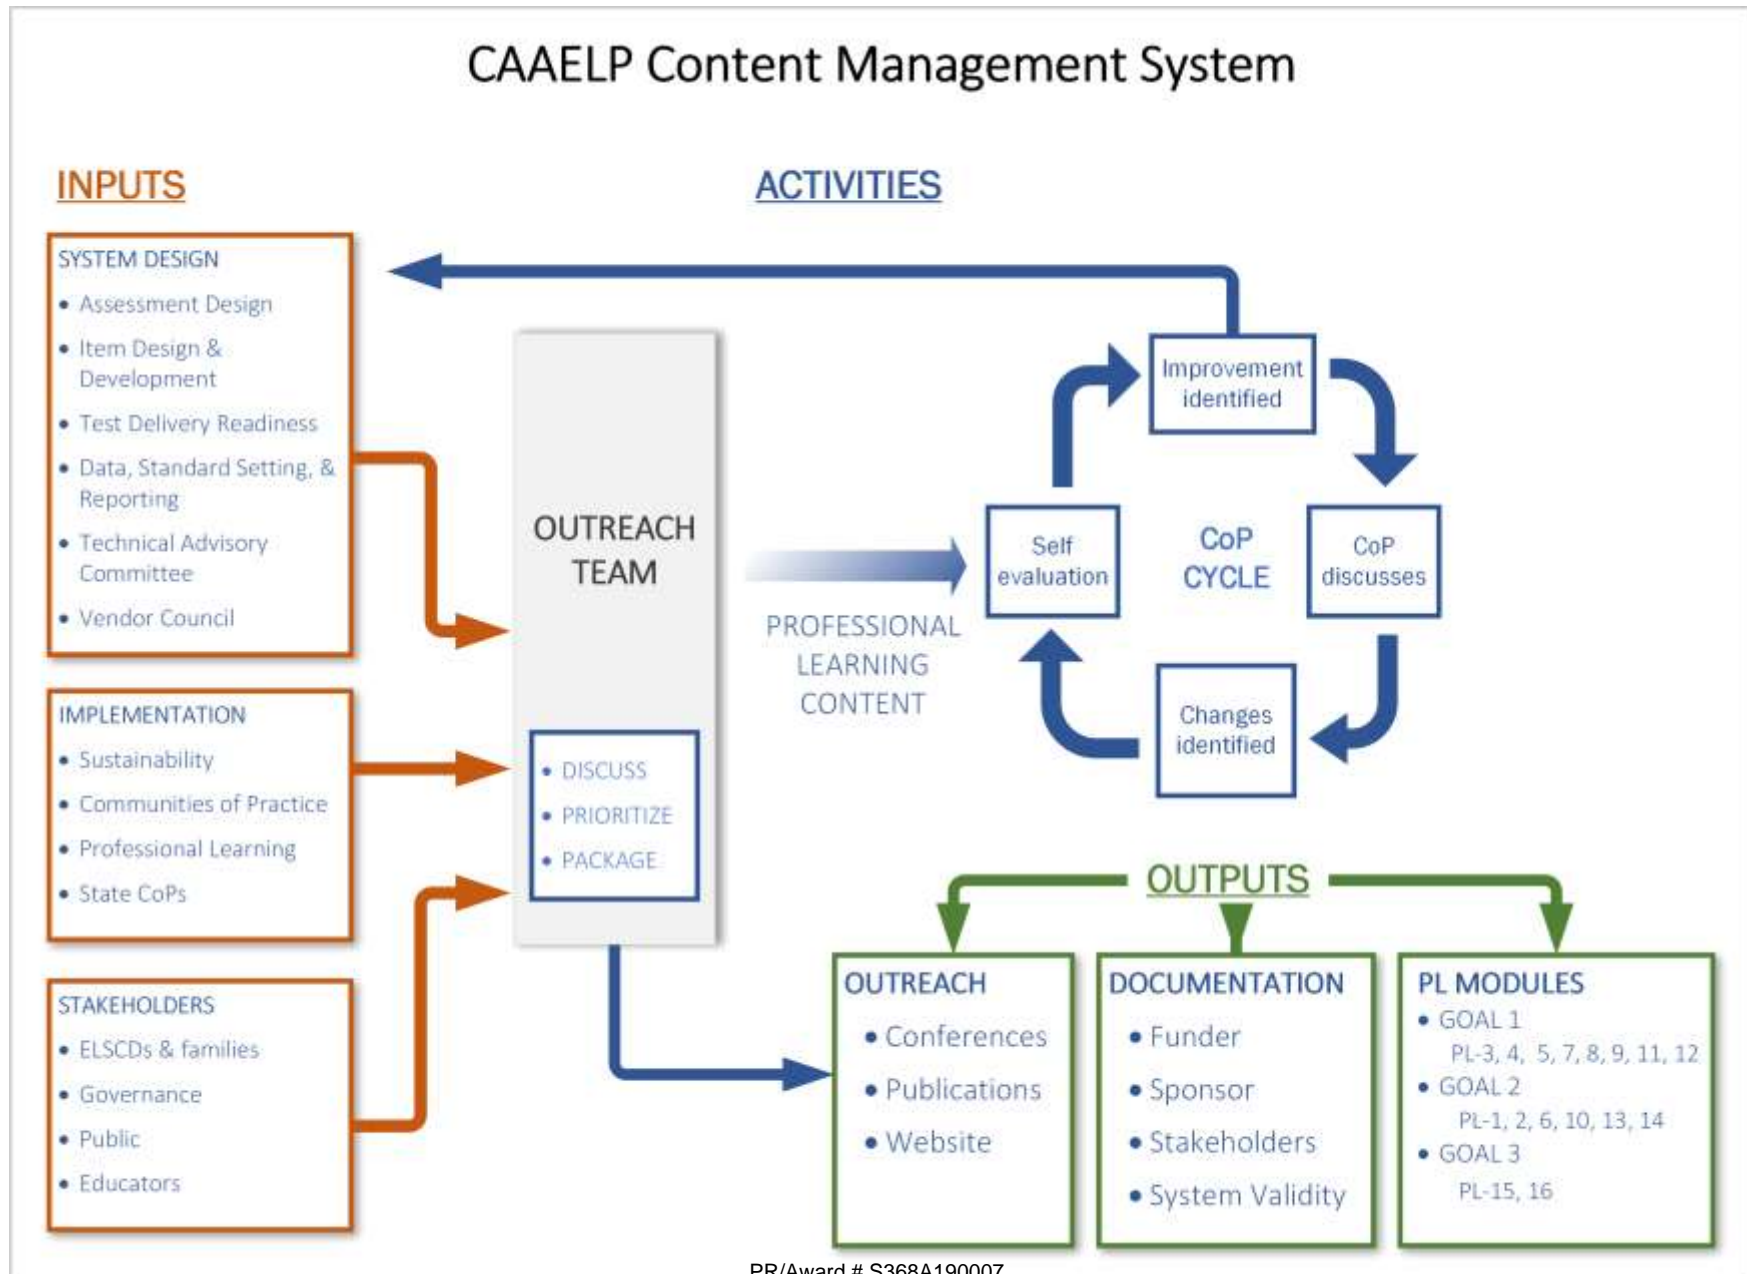 CAAELP Content Management System
INPUTS
SYSTEM DESIGN
• Assessment Design
• Item Design &
Development
• Test Delivery Readiness
• Data, Standard Setting, &
Reporting
• Technical Advisory
Committee
• Vendor Council
IMPLEMENTATION
• Sustainability
• Communities of Practice
• Professional Learning
• State CoPs
STAKEHOLDERS
• ELSCDs & families
• Governance
• Public
• Educators
OUTREACH
TEAM
• DISCUSS
• PRIORITIZE
• PACKAGE
ACTIVITIES
PROFESSIONAL
LEARNING
CONTENT
Improvement
identified
Self
evaluation
CoP
CYCLE
CoP
discusses
Changes
identified
OUTPUTS
OUTREACH
• Conferences
• Publications
• Website
DOCUMENTATION
• Funder
• Sponsor
• Stakeholders
• System Validity
PL MODULES
• GOAL 1
PL-3, 4, 5, 7, 8, 9, 11, 12
• GOAL 2
PL-1, 2, 6, 10, 13, 14
• GOAL 3
PL-15, 16
PR/Award # S368A190007